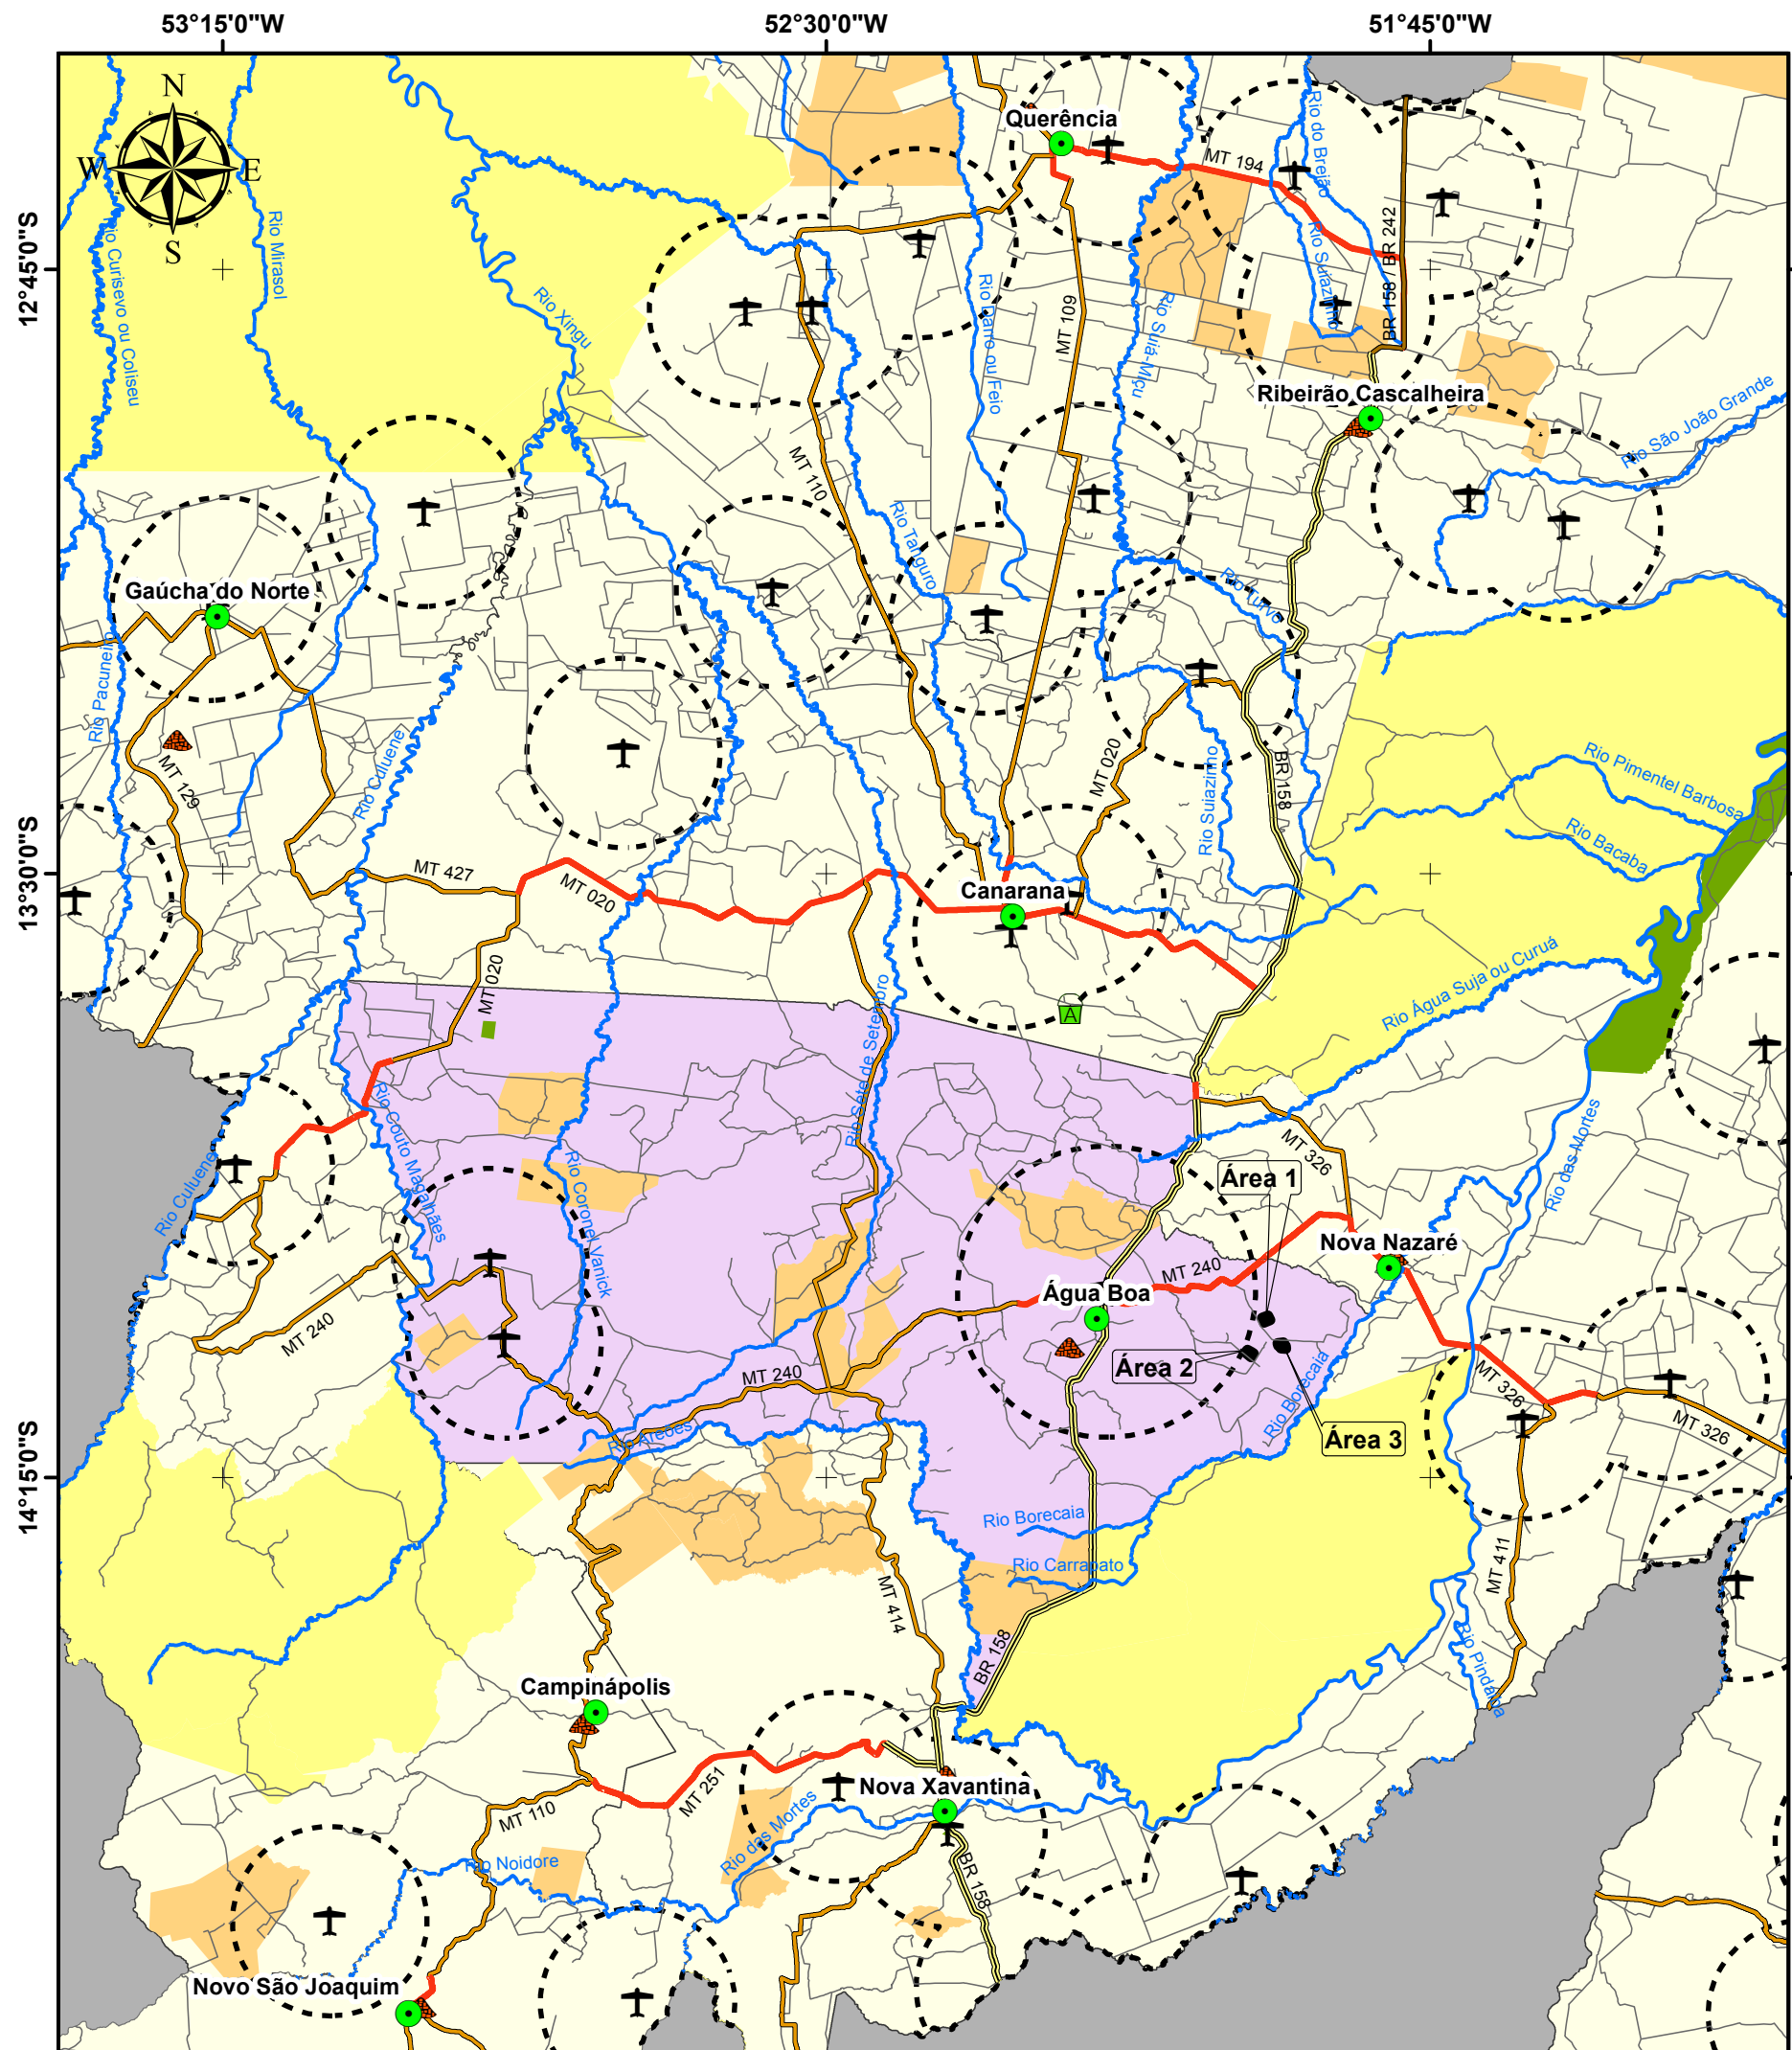 53°15'0"W
52°30'0"W
51°45'0"W
N
W
E
S
Querência
MT 194
Rio do Brejão
Rio Curisevo ou Coliseu
Rio Mirasol
12°45'0"S
BR 158 / BR 242
Rio Suiazinho
Rio Xingu
Rio Darro ou Feio
MT 109
Rio Suiá-Miçu
Ribeirão Cascalheira
Rio São João Grande
MT 110
Rio Tanguro
Rio Turvo
Gaúcha do Norte
Rio Pacuneiro
MT 129
Rio Culuene
MT 020
Rio Suiazinho
BR 158
Rio Pimentel Barbosa
Rio Bacaba
13°30'0"S
MT 427
MT 020
Canarana
MT 020
Rio Sete de Setembro
A
Rio Água Suja ou Curuá
Rio Culuene
Rio Couto Magalhães
Rio Coronel Vanick
MT 326
Área 1
Rio das Mortes
Nova Nazaré
MT 240
MT 240
Água Boa
Área 2
MT 240
Rio Borecaia
MT 326
MT 326
Área 3
Rio Areões
14°15'0"S
Rio Borecaia
Rio Carrapato
MT 414
MT 411
BR 158
Rio Pindaíba
Campinápolis
MT 251
Nova Xavantina
MT 110
Rio das Mortes
Rio Noidore
BR 158
Novo São Joaquim